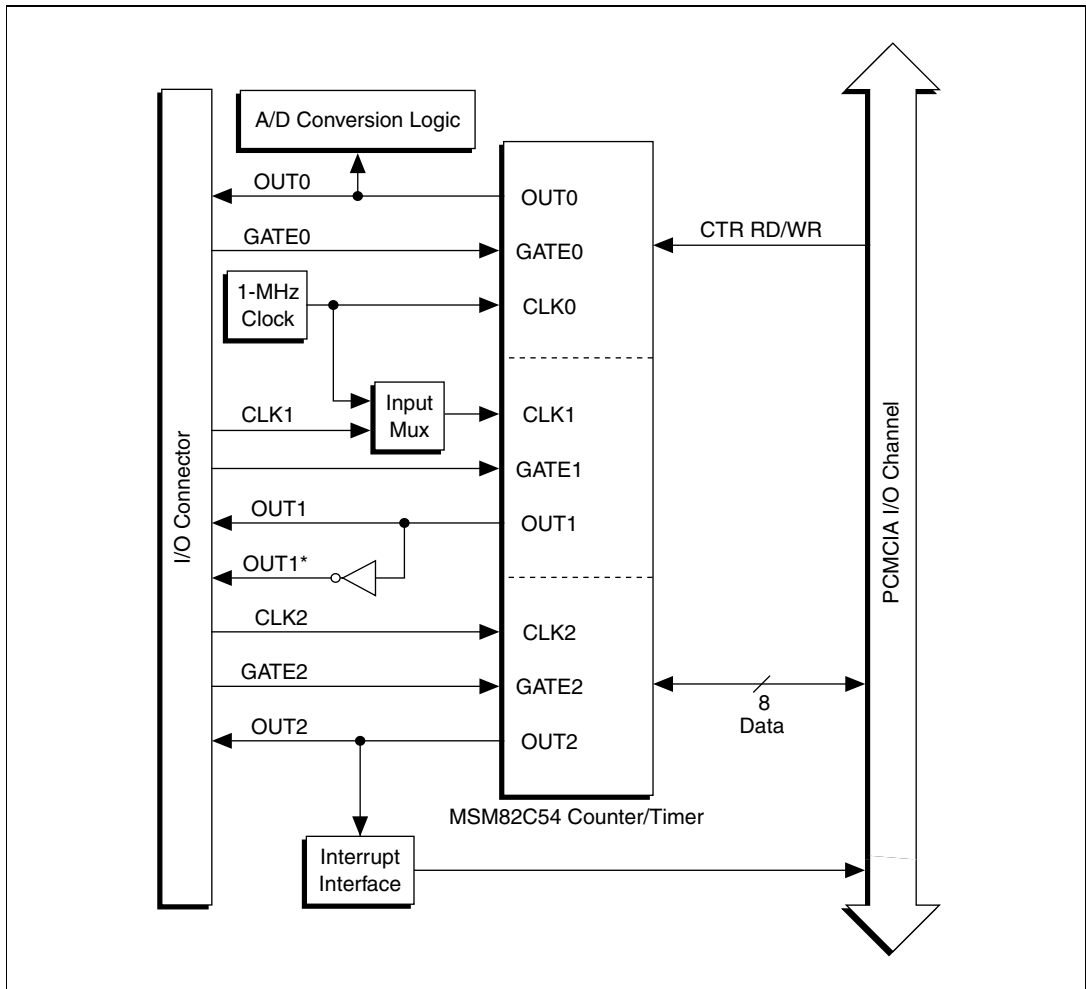 A/D Conversion Logic
OUT0
OUT0
GATE0
GATE0
CTR RD/WR
1-MHz
Clock
CLK0
Input
Mux
CLK1
CLK1
GATE1
OUT1
OUT1
OUT1*
CLK2
CLK2
GATE2
GATE2
8
Data
OUT2
OUT2
MSM82C54 Counter/Timer
Interrupt
Interface
I/O Connector
PCMCIA I/O Channel